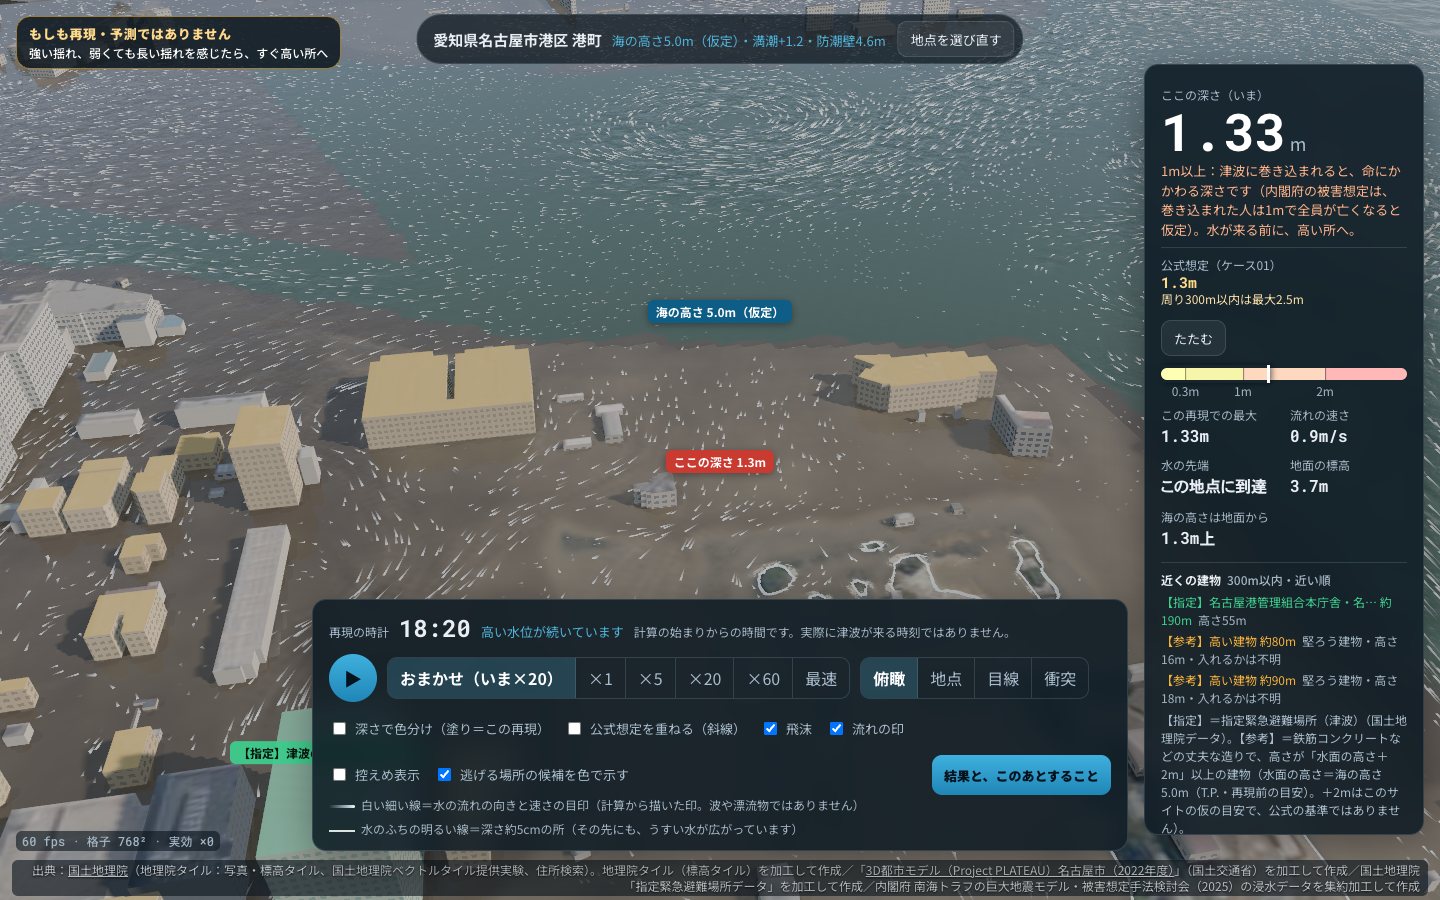 もしも再現・予測ではありません
強い揺れ、弱くても長い揺れを感じたら、すぐ高い所へ
愛知県名古屋市港区 港町 海の高さ5.0m（仮定）・満潮+1.2・防潮壁4.6m 地点を選び直す
ここの深さ（いま）
1.33 m
1m以上：津波に巻き込まれると、命にか
かわる深さです（内閣府の被害想定は、
巻き込まれた人は1mで全員が亡くなると
仮定）。水が来る前に、高い所へ。
公式想定（ケース01）
1.3m
周り300m以内は最大2.5m
たたむ
0.3m 1m 2m
この再現での最大 流れの速さ
1.33m 0.9m/s
水の先端 地面の標高
この地点に到達 3.7m
海の高さは地面から
1.3m上
近くの建物 300m以内・近い順
【指定】名古屋港管理組合本庁舎・名… 約
190m 高さ55m
【参考】高い建物 約80m 堅ろう建物・高さ
16m・入れるかは不明
【参考】高い建物 約90m 堅ろう建物・高さ
18m・入れるかは不明
【指定】＝指定緊急避難場所（津波）（国土地
理院データ）。【参考】＝鉄筋コンクリートな
どの丈夫な造りで、高さが「水面の高さ＋
2m」以上の建物（水面の高さ＝海の高さ
5.0m（T.P.・再現前の目安）。＋2mはこのサ
イトの仮の目安で、公式の基準ではありませ
ん）。
海の高さ 5.0m（仮定）
ここの深さ 1.3m
【指定】津波
再現の時計 18:20 高い水位が続いています 計算の始まりからの時間です。実際に津波が来る時刻ではありません。
▶ おまかせ（いま×20） ×1 ×5 ×20 ×60 最速 俯瞰 地点 目線 衝突
深さで色分け（塗り＝この再現） 公式想定を重ねる（斜線） 飛沫 流れの印
控えめ表示 逃げる場所の候補を色で示す 結果と、このあとすること
白い細い線＝水の流れの向きと速さの目印（計算から描いた印。波や漂流物ではありません）
水のふちの明るい線＝深さ約5cmの所（その先にも、うすい水が広がっています）
60 fps · 格子 768² · 実効 ×0
出典：国土地理院（地理院タイル：写真・標高タイル、国土地理院ベクトルタイル提供実験、住所検索）。地理院タイル（標高タイル）を加工して作成／「3D都市モデル（Project PLATEAU）名古屋市（2022年度）」（国土交通省）を加工して作成／国土地理院
「指定緊急避難場所データ」を加工して作成／内閣府 南海トラフの巨大地震モデル・被害想定手法検討会（2025）の浸水データを集約加工して作成